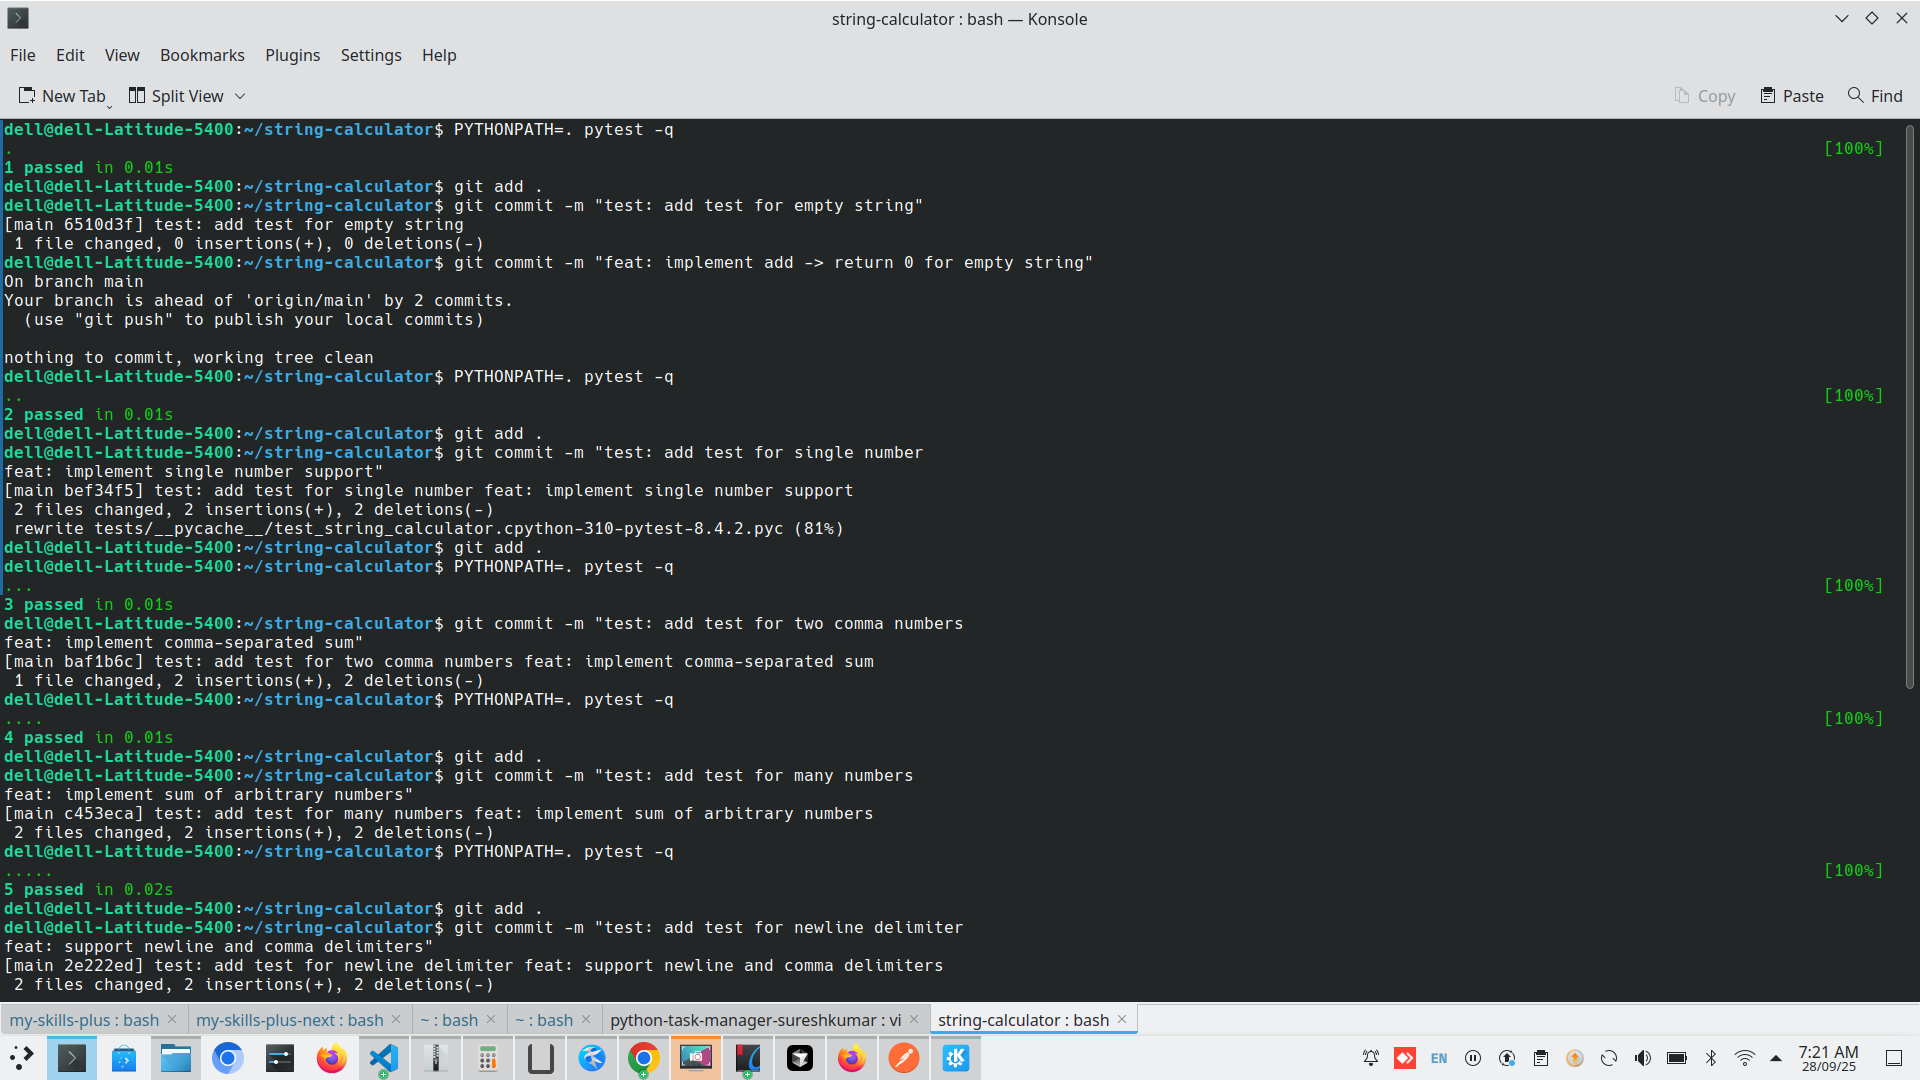 string-calculator : bash — Konsole
File Edit View Bookmarks Plugins Settings Help
New Tab Split View Copy Paste Find
dell@dell-Latitude-5400:~/string-calculator$ PYTHONPATH=. pytest -q
. [100%]
1 passed in 0.01s
dell@dell-Latitude-5400:~/string-calculator$ git add .
dell@dell-Latitude-5400:~/string-calculator$ git commit -m "test: add test for empty string"
[main 6510d3f] test: add test for empty string
 1 file changed, 0 insertions(+), 0 deletions(-)
dell@dell-Latitude-5400:~/string-calculator$ git commit -m "feat: implement add -> return 0 for empty string"
On branch main
Your branch is ahead of 'origin/main' by 2 commits.
  (use "git push" to publish your local commits)
nothing to commit, working tree clean
dell@dell-Latitude-5400:~/string-calculator$ PYTHONPATH=. pytest -q
.. [100%]
2 passed in 0.01s
dell@dell-Latitude-5400:~/string-calculator$ git add .
dell@dell-Latitude-5400:~/string-calculator$ git commit -m "test: add test for single number
feat: implement single number support"
[main bef34f5] test: add test for single number feat: implement single number support
 2 files changed, 2 insertions(+), 2 deletions(-)
 rewrite tests/__pycache__/test_string_calculator.cpython-310-pytest-8.4.2.pyc (81%)
dell@dell-Latitude-5400:~/string-calculator$ git add .
dell@dell-Latitude-5400:~/string-calculator$ PYTHONPATH=. pytest -q
... [100%]
3 passed in 0.01s
dell@dell-Latitude-5400:~/string-calculator$ git commit -m "test: add test for two comma numbers
feat: implement comma-separated sum"
[main baf1b6c] test: add test for two comma numbers feat: implement comma-separated sum
 1 file changed, 2 insertions(+), 2 deletions(-)
dell@dell-Latitude-5400:~/string-calculator$ PYTHONPATH=. pytest -q
.... [100%]
4 passed in 0.01s
dell@dell-Latitude-5400:~/string-calculator$ git add .
dell@dell-Latitude-5400:~/string-calculator$ git commit -m "test: add test for many numbers
feat: implement sum of arbitrary numbers"
[main c453eca] test: add test for many numbers feat: implement sum of arbitrary numbers
 2 files changed, 2 insertions(+), 2 deletions(-)
dell@dell-Latitude-5400:~/string-calculator$ PYTHONPATH=. pytest -q
..... [100%]
5 passed in 0.02s
dell@dell-Latitude-5400:~/string-calculator$ git add .
dell@dell-Latitude-5400:~/string-calculator$ git commit -m "test: add test for newline delimiter
feat: support newline and comma delimiters"
[main 2e222ed] test: add test for newline delimiter feat: support newline and comma delimiters
 2 files changed, 2 insertions(+), 2 deletions(-)
my-skills-plus : bash my-skills-plus-next : bash ~ : bash ~ : bash python-task-manager-sureshkumar : vi string-calculator : bash
EN 7:21 AM
28/09/25